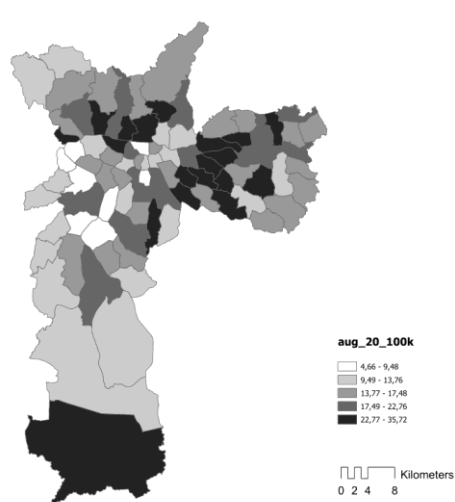 aug_20_100k
4,66 - 9,48
9,49 - 13,76
13,77 - 17,48
17,49 - 22,76
22,77 - 35,72
Kilometers
0 2 4 8